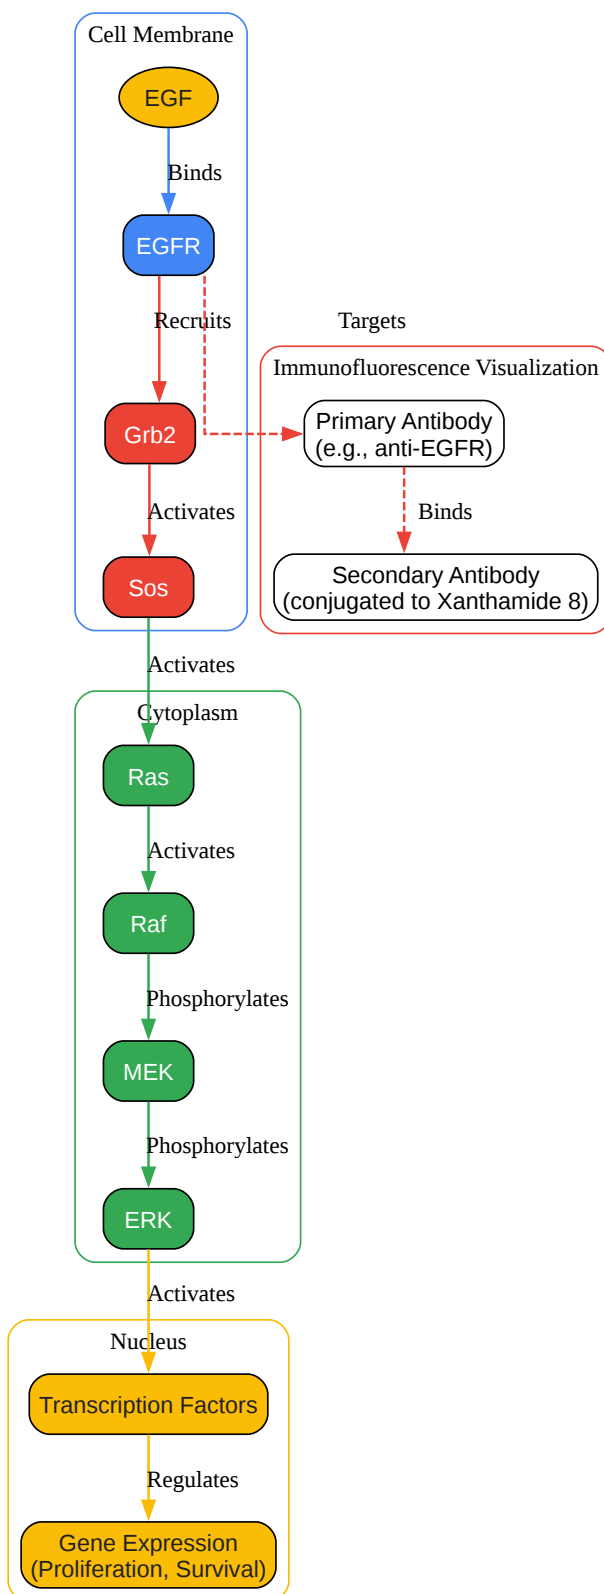 Cell Membrane
EGF
Binds
EGFR
Recruits
Targets
Immunofluorescence Visualization
Primary Antibody
(e.g., anti-EGFR)
Grb2
Activates
Binds
Secondary Antibody
(conjugated to Xanthamide 8)
Sos
Activates
Cytoplasm
Ras
Activates
Raf
Phosphorylates
MEK
Phosphorylates
ERK
Activates
Nucleus
Transcription Factors
Regulates
Gene Expression
(Proliferation, Survival)